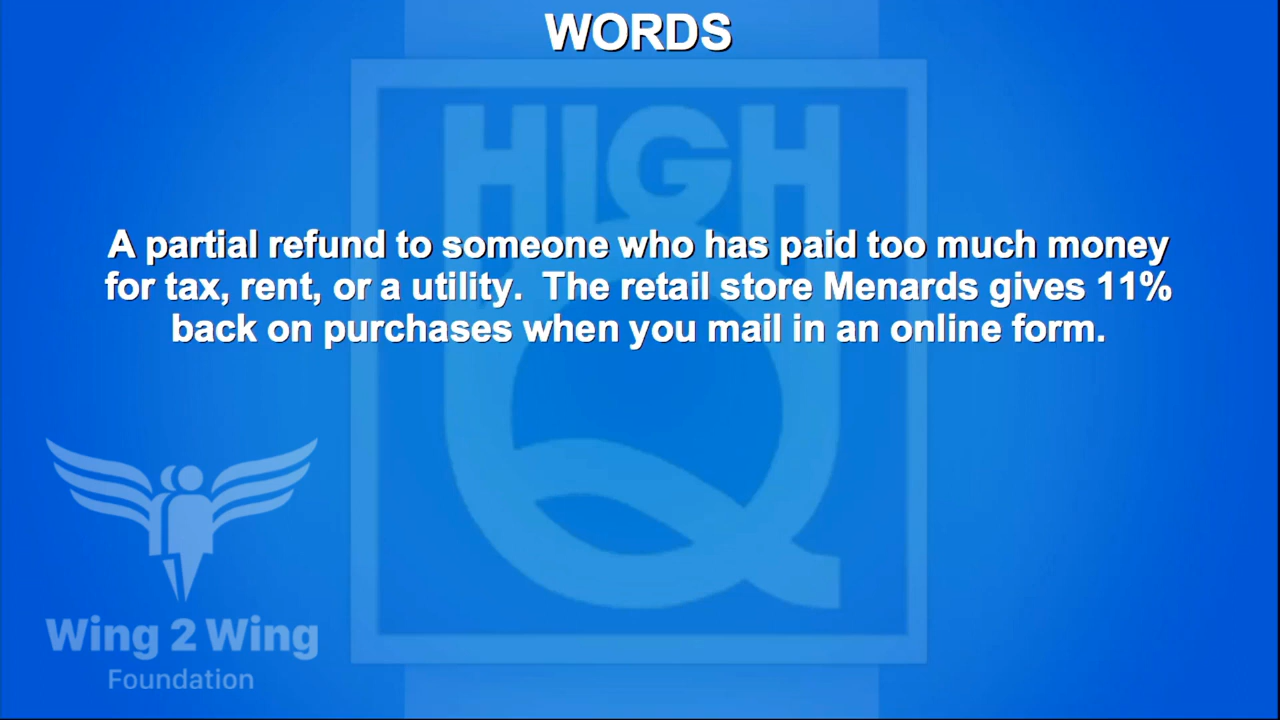 WORDS
HIGH
Q
A partial refund to someone who has paid too much money
for tax, rent, or a utility.  The retail store Menards gives 11%
back on purchases when you mail in an online form.
Wing 2 Wing
Foundation